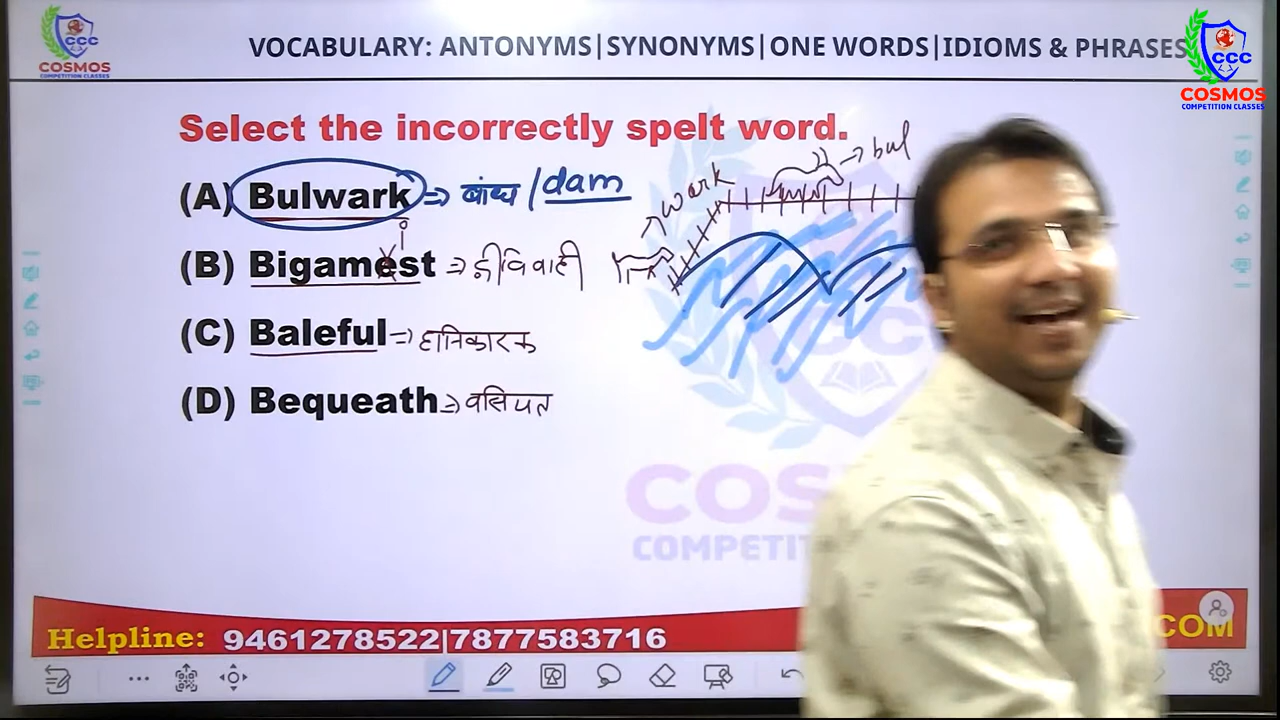 CCC
COSMOS
COMPETITION CLASSES
VOCABULARY: ANTONYMS|SYNONYMS|ONE WORDS|IDIOMS & PHRASES
CCC
COSMOS
COMPETITION CLASSES
Select the incorrectly spelt word.
(A) Bulwark ⇒ बांध / dam
work
→ bul
i
(B) Bigamest ⇒ द्वीविवाही
(C) Baleful ⇒ हानिकारक
(D) Bequeath ⇒ वसियत
CCC
COS
COMPETIT
Helpline: 9461278522|7877583716
COM